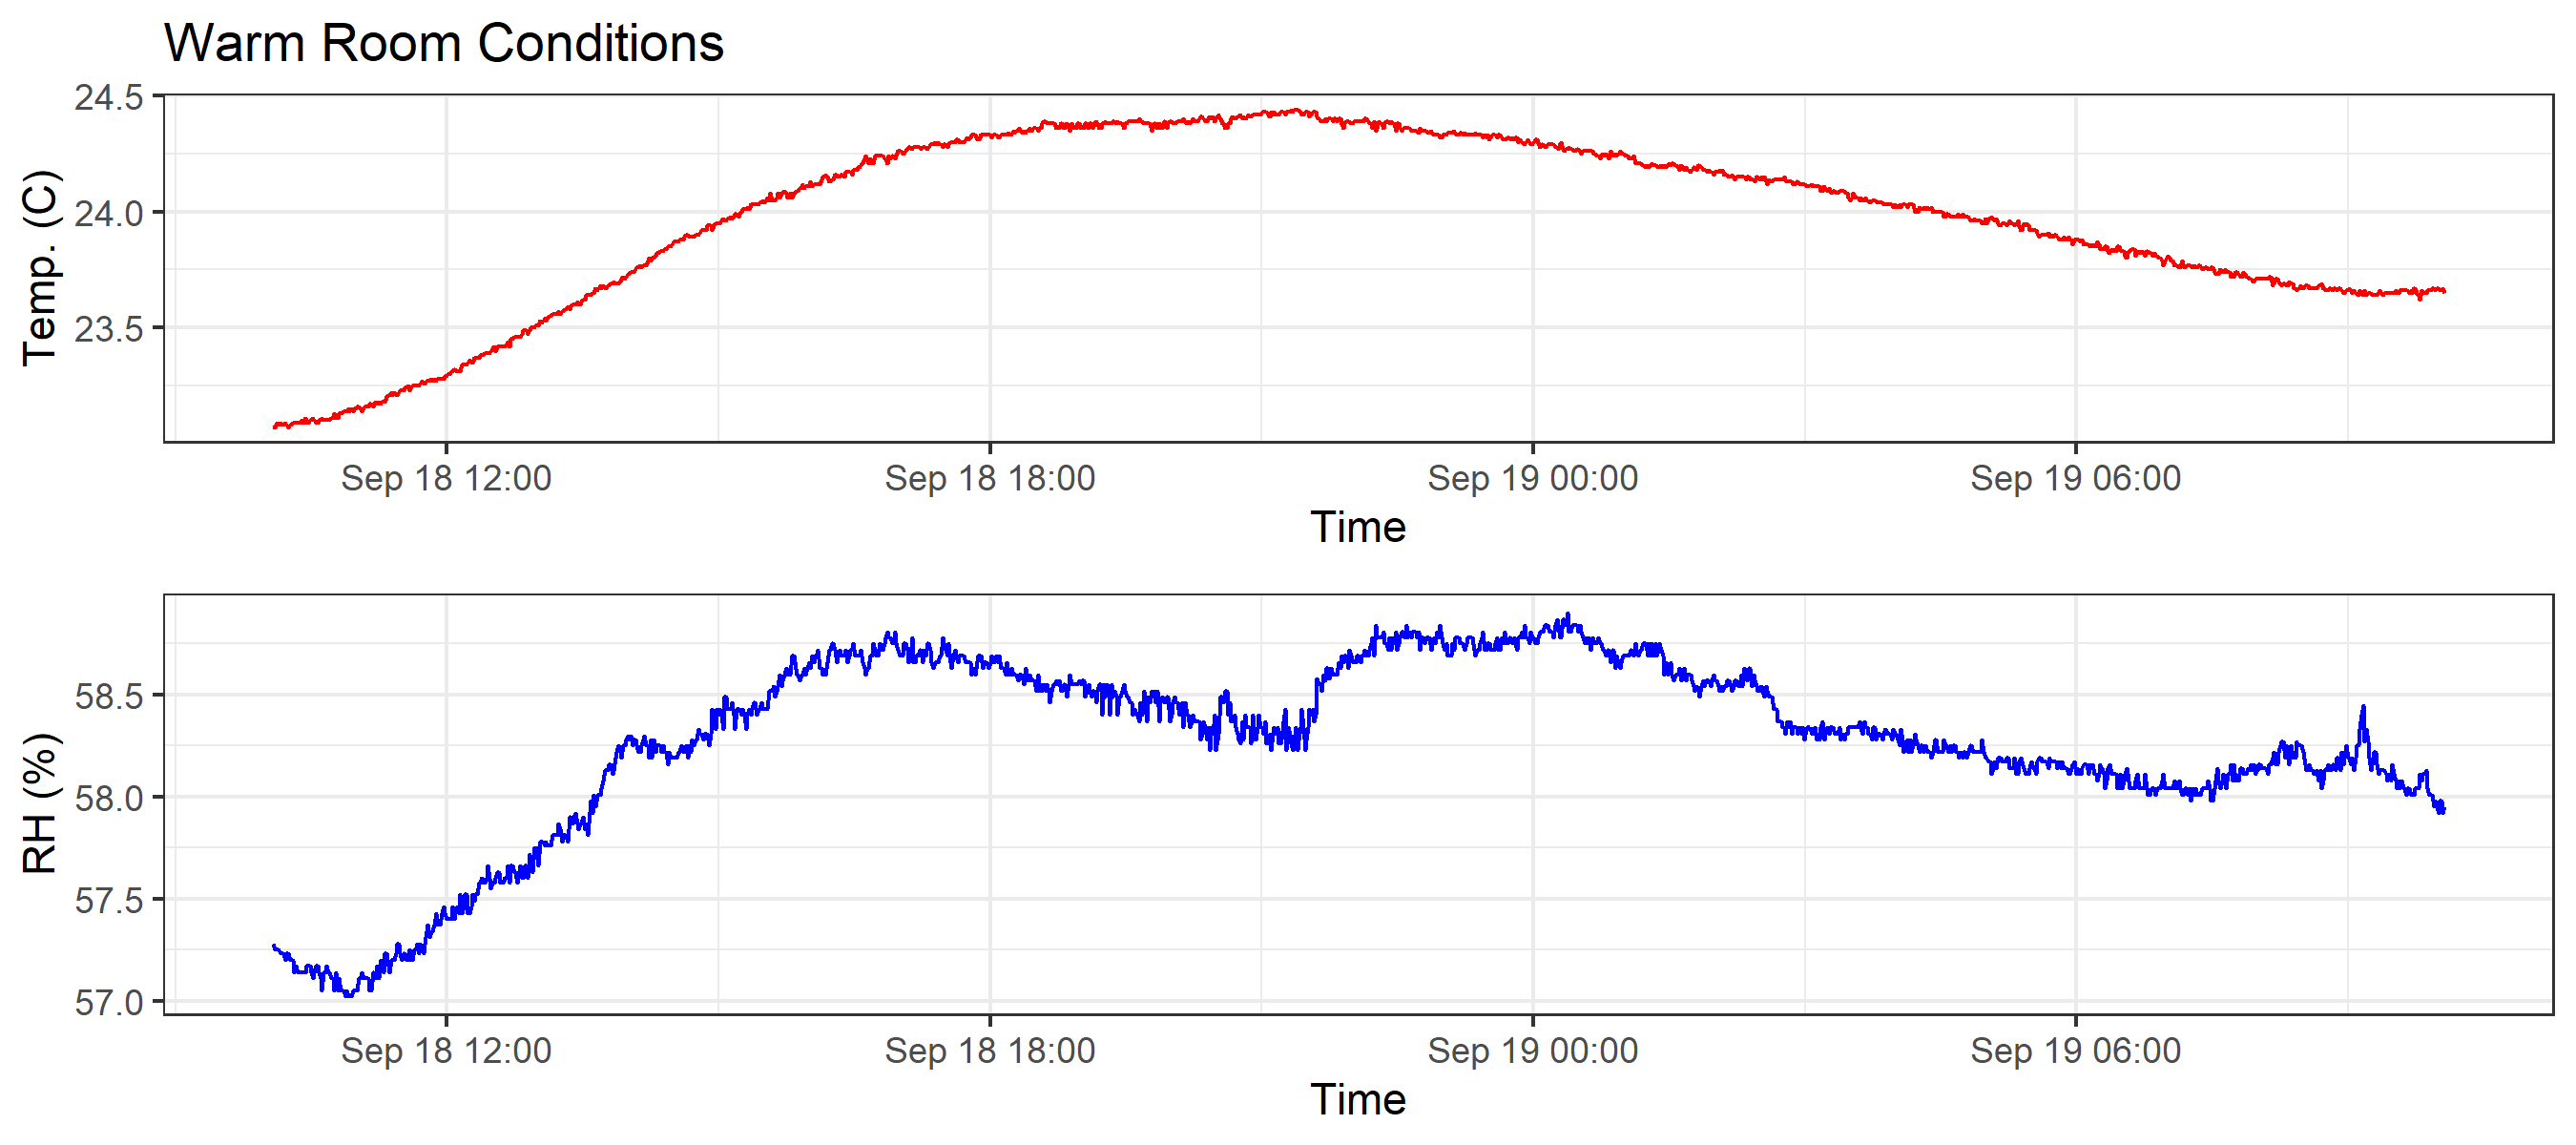 Warm Room Conditions
Temp. (C)
24.5
24.0
23.5
Sep 18 12:00 Sep 18 18:00 Sep 19 00:00 Sep 19 06:00
Time
RH (%)
58.5
58.0
57.5
57.0
Sep 18 12:00 Sep 18 18:00 Sep 19 00:00 Sep 19 06:00
Time